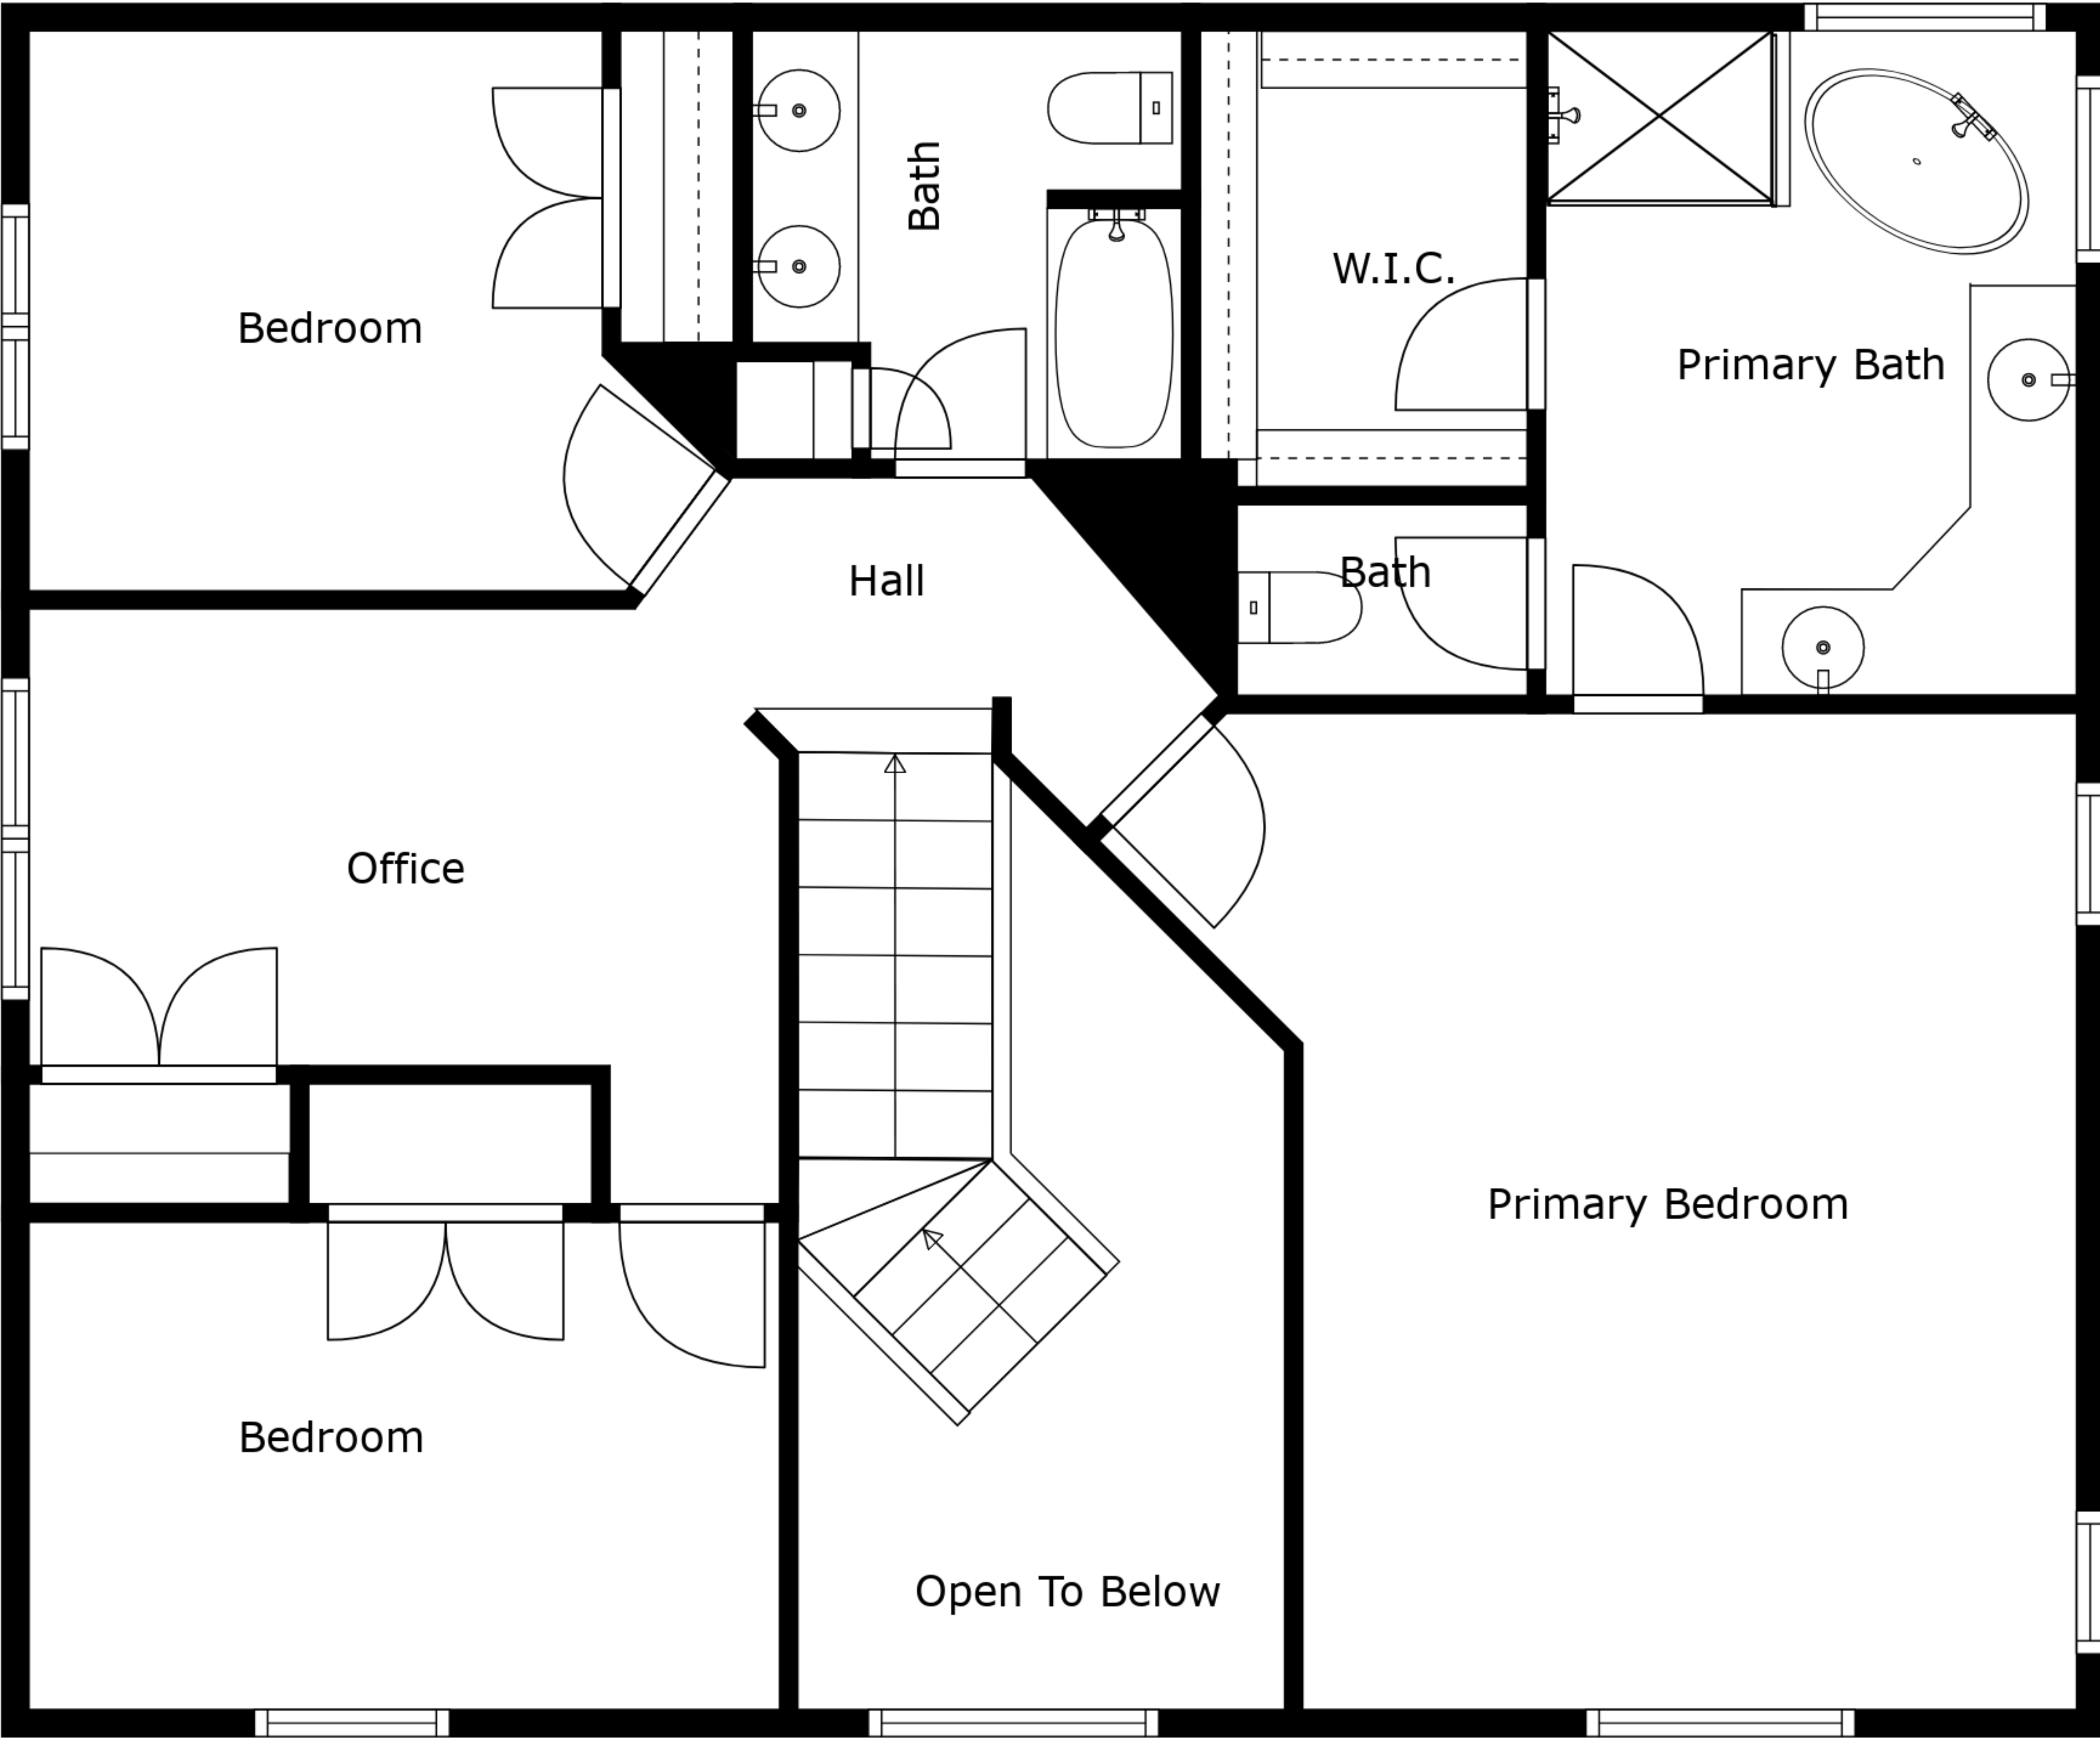 Bath
W.I.C.
Bedroom
Primary Bath
Hall
Bath
Office
Primary Bedroom
Bedroom
Open To Below